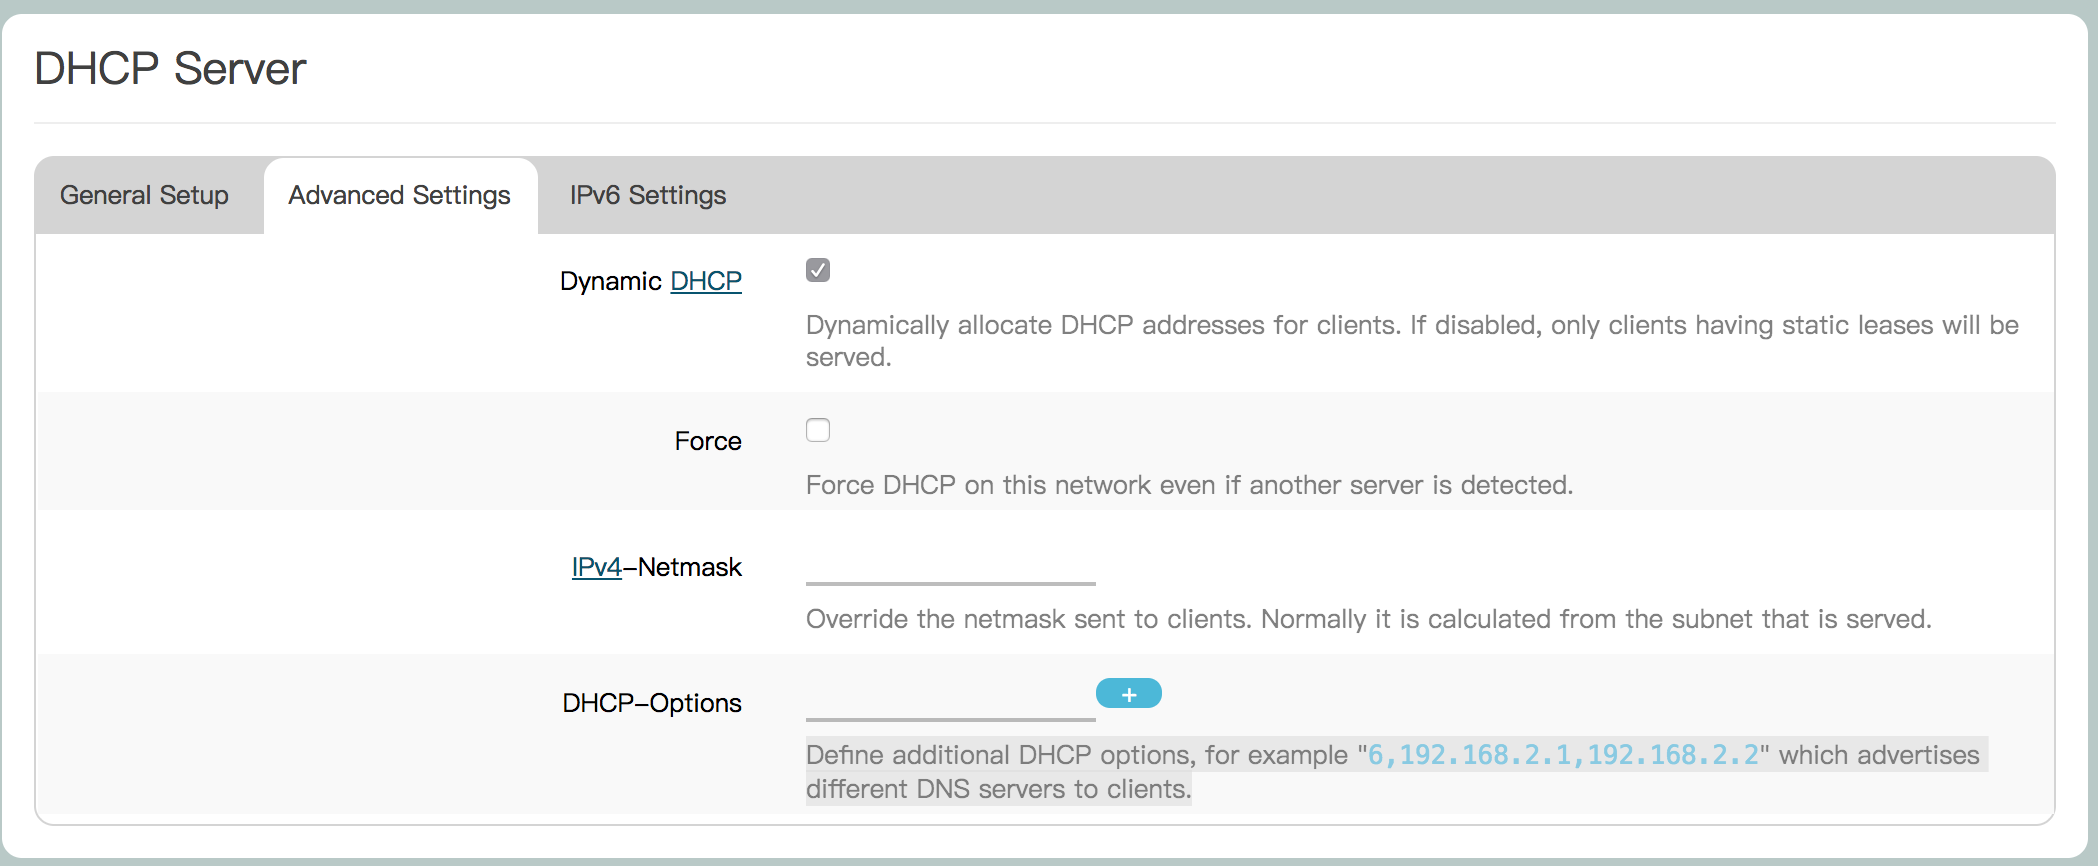 DHCP Server
General Setup
Advanced Settings
IPv6 Settings
Dynamic DHCP
Dynamically allocate DHCP addresses for clients. If disabled, only clients having static leases will be
served.
Force
Force DHCP on this network even if another server is detected.
IPv4-Netmask
Override the netmask sent to clients. Normally it is calculated from the subnet that is served.
DHCP-Options
+
Define additional DHCP options, for example "6,192.168.2.1,192.168.2.2" which advertises
different DNS servers to clients.